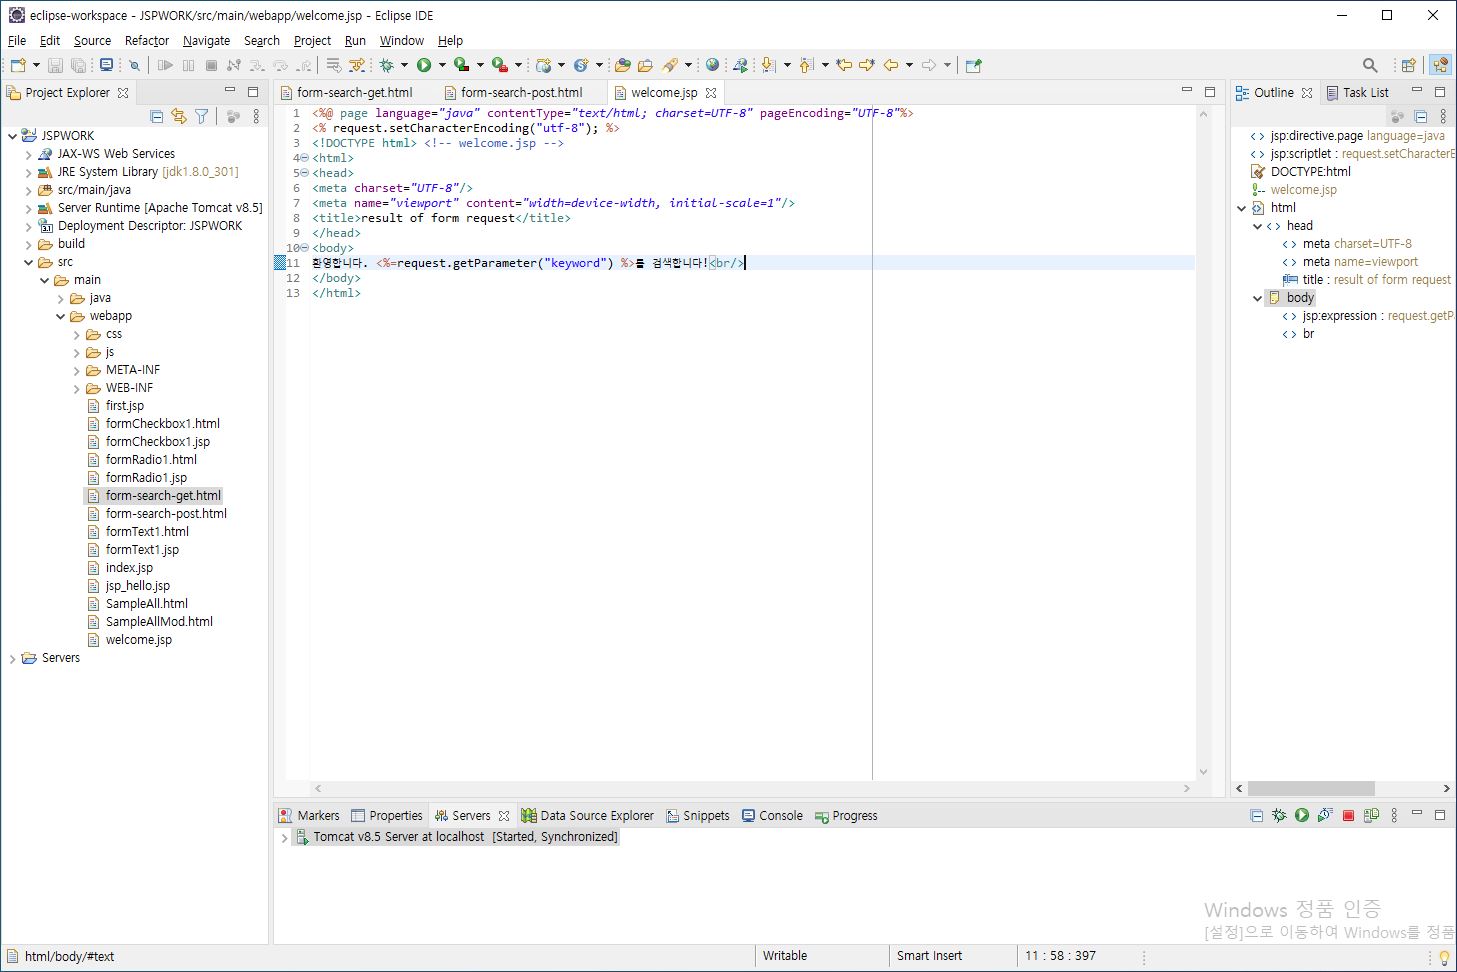 eclipse-workspace - JSPWORK/src/main/webapp/welcome.jsp - Eclipse IDE
File Edit Source Refactor Navigate Search Project Run Window Help
Project Explorer
JSPWORK
JAX-WS Web Services
JRE System Library [jdk1.8.0_301]
src/main/java
Server Runtime [Apache Tomcat v8.5]
Deployment Descriptor: JSPWORK
build
src
main
java
webapp
css
js
META-INF
WEB-INF
first.jsp
formCheckbox1.html
formCheckbox1.jsp
formRadio1.html
formRadio1.jsp
form-search-get.html
form-search-post.html
formText1.html
formText1.jsp
index.jsp
jsp_hello.jsp
SampleAll.html
SampleAllMod.html
welcome.jsp
Servers
form-search-get.html form-search-post.html welcome.jsp
1 <%@ page language="java" contentType="text/html; charset=UTF-8" pageEncoding="UTF-8"%>
2 <% request.setCharacterEncoding("utf-8"); %>
3 <!DOCTYPE html> <!-- welcome.jsp -->
4 <html>
5 <head>
6 <meta charset="UTF-8"/>
7 <meta name="viewport" content="width=device-width, initial-scale=1"/>
8 <title>result of form request</title>
9 </head>
10 <body>
11 환영합니다. <%=request.getParameter("keyword") %>를 검색합니다!<br/>
12 </body>
13 </html>
Outline Task List
jsp:directive.page language=java
jsp:scriptlet : request.setCharacterE
DOCTYPE:html
welcome.jsp
html
head
meta charset=UTF-8
meta name=viewport
title : result of form request
body
jsp:expression : request.getP
br
Markers Properties Servers Data Source Explorer Snippets Console Progress
Tomcat v8.5 Server at localhost [Started, Synchronized]
Windows 정품 인증
[설정]으로 이동하여 Windows를 정품
html/body/#text Writable Smart Insert 11 : 58 : 397